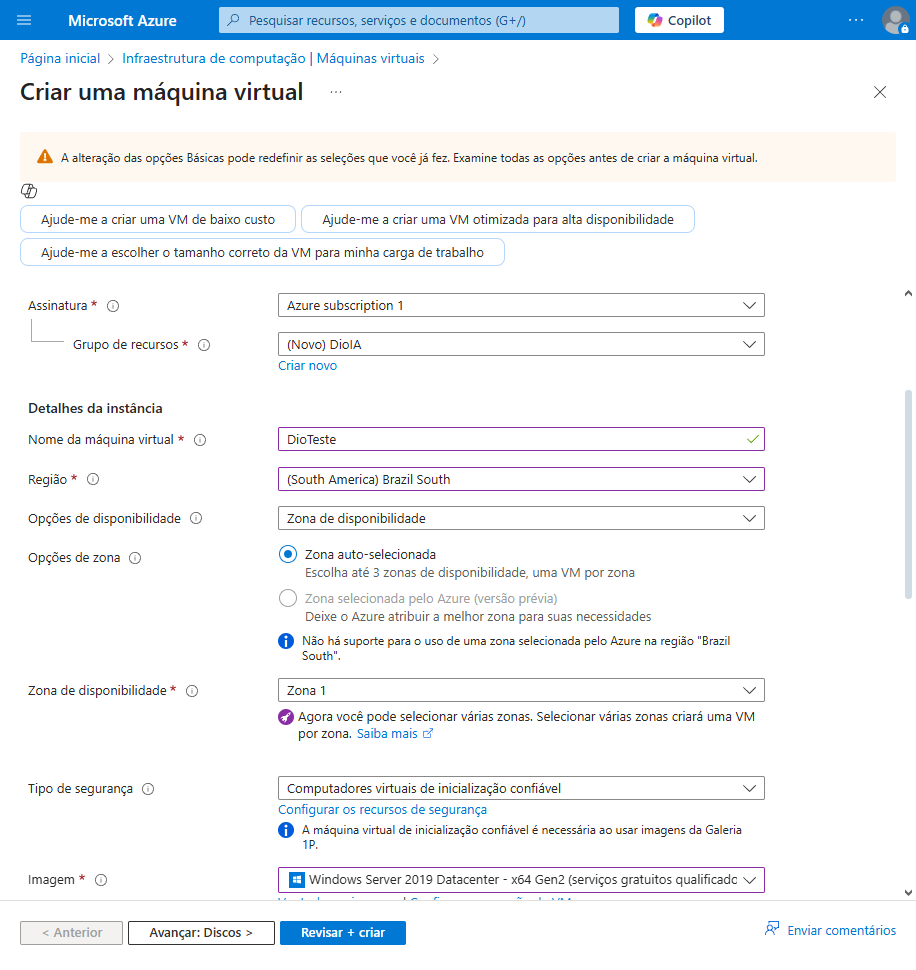 Microsoft Azure
Pesquisar recursos, serviços e documentos (G+/)
Copilot
Página inicial > Infraestrutura de computação | Máquinas virtuais >
Criar uma máquina virtual ...
A alteração das opções Básicas pode redefinir as seleções que você já fez. Examine todas as opções antes de criar a máquina virtual.
Ajude-me a criar uma VM de baixo custo
Ajude-me a criar uma VM otimizada para alta disponibilidade
Ajude-me a escolher o tamanho correto da VM para minha carga de trabalho
Assinatura *
Azure subscription 1
Grupo de recursos *
(Novo) DioIA
Criar novo
Detalhes da instância
Nome da máquina virtual *
DioTeste
Região *
(South America) Brazil South
Opções de disponibilidade
Zona de disponibilidade
Opções de zona
Zona auto-selecionada
Escolha até 3 zonas de disponibilidade, uma VM por zona
Zona selecionada pelo Azure (versão prévia)
Deixe o Azure atribuir a melhor zona para suas necessidades
Não há suporte para o uso de uma zona selecionada pelo Azure na região "Brazil
South".
Zona de disponibilidade *
Zona 1
Agora você pode selecionar várias zonas. Selecionar várias zonas criará uma VM
por zona. Saiba mais
Tipo de segurança
Computadores virtuais de inicialização confiável
Configurar os recursos de segurança
A máquina virtual de inicialização confiável é necessária ao usar imagens da Galeria
1P.
Imagem *
Windows Server 2019 Datacenter - x64 Gen2 (serviços gratuitos qualificado
< Anterior
Avançar: Discos >
Revisar + criar
Enviar comentários